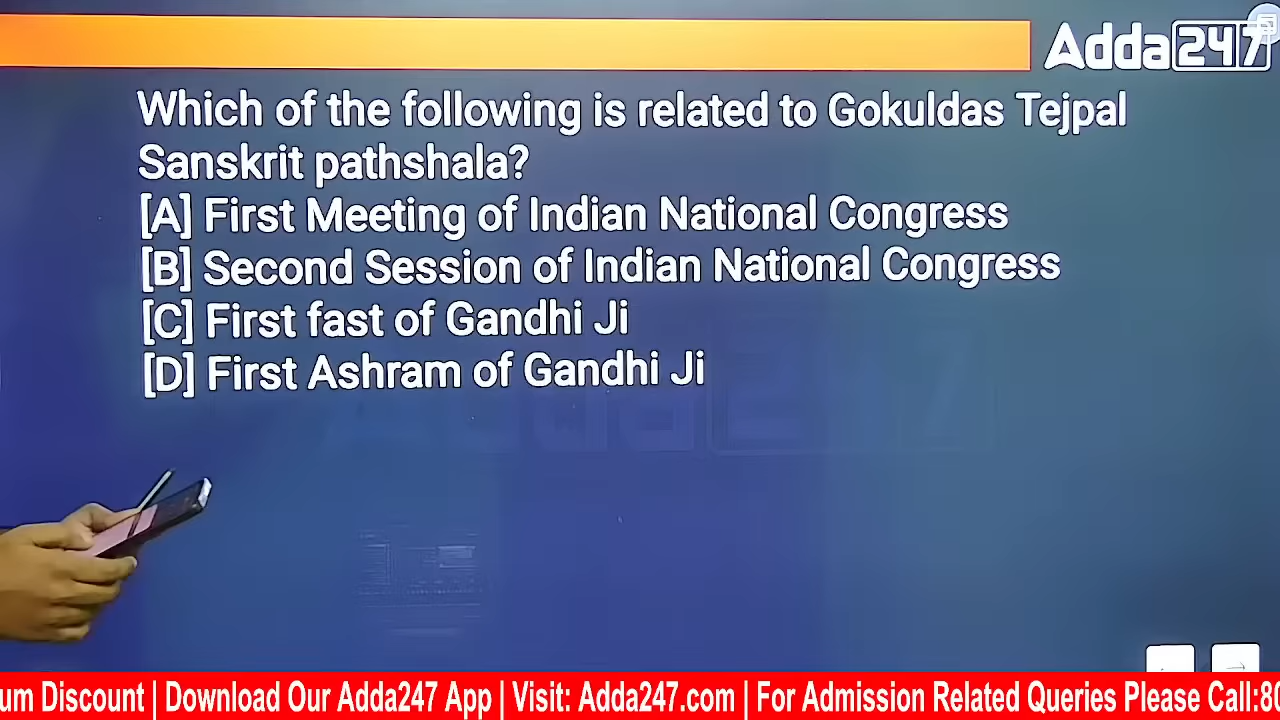 Adda247
Which of the following is related to Gokuldas Tejpal
Sanskrit pathshala?
[A] First Meeting of Indian National Congress
[B] Second Session of Indian National Congress
[C] First fast of Gandhi Ji
[D] First Ashram of Gandhi Ji
Adda247
um Discount | Download Our Adda247 App | Visit: Adda247.com | For Admission Related Queries Please Call:80